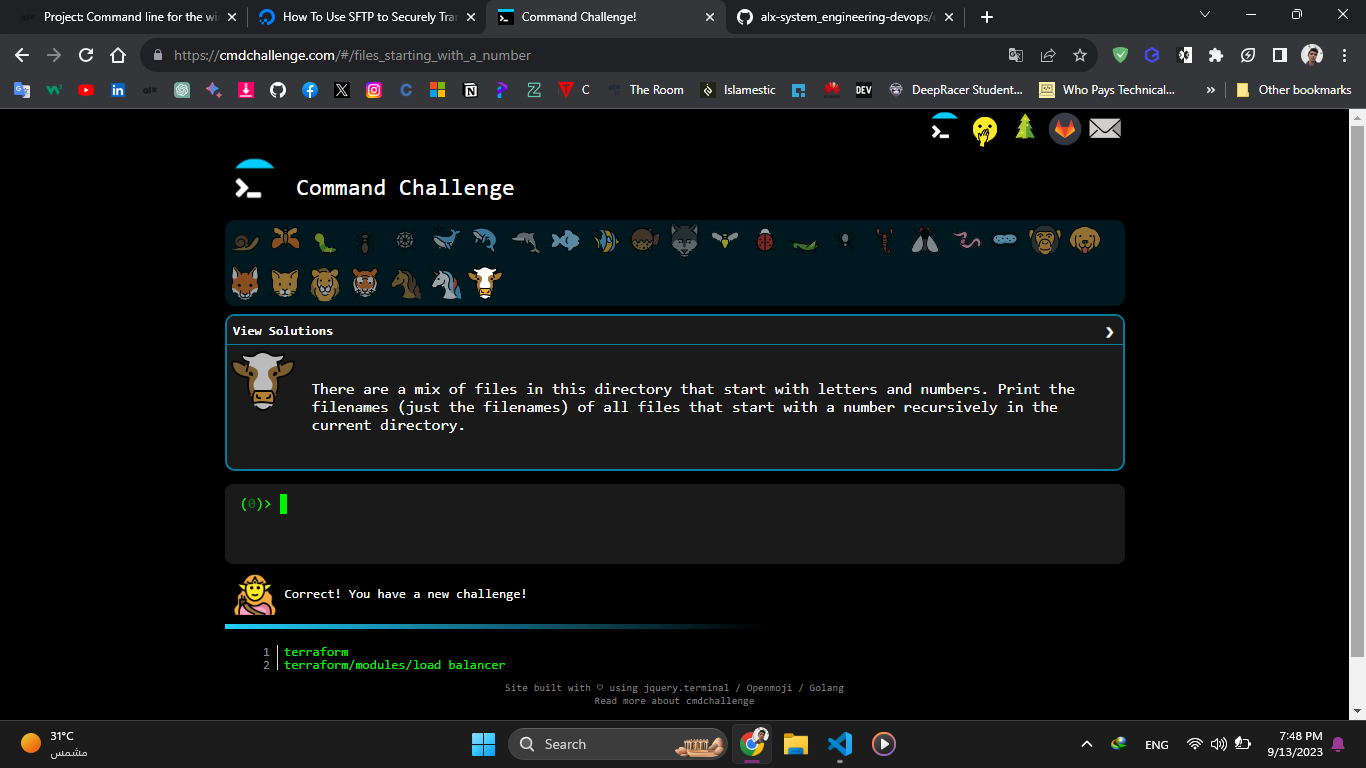 Project: Command line for the wi
How To Use SFTP to Securely Tra
Command Challenge!
alx-system_engineering-devops/
https://cmdchallenge.com/#/files_starting_with_a_number
C
The Room
Islamestic
DEV
DeepRacer Student...
Who Pays Technical...
»
Other bookmarks
Command Challenge
View Solutions
There are a mix of files in this directory that start with letters and numbers. Print the
filenames (just the filenames) of all files that start with a number recursively in the
current directory.
(0)>
Correct! You have a new challenge!
1 terraform
2 terraform/modules/load balancer
Site built with ♡ using jquery.terminal / Openmoji / Golang
Read more about cmdchallenge
31°C
مشمس
Search
ENG
7:48 PM
9/13/2023